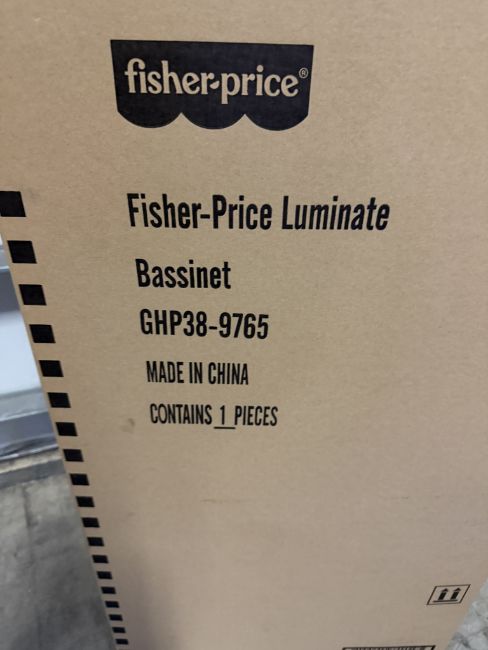 fisher-price®
Fisher-Price Luminate
Bassinet
GHP38-9765
MADE IN CHINA
CONTAINS 1 PIECES